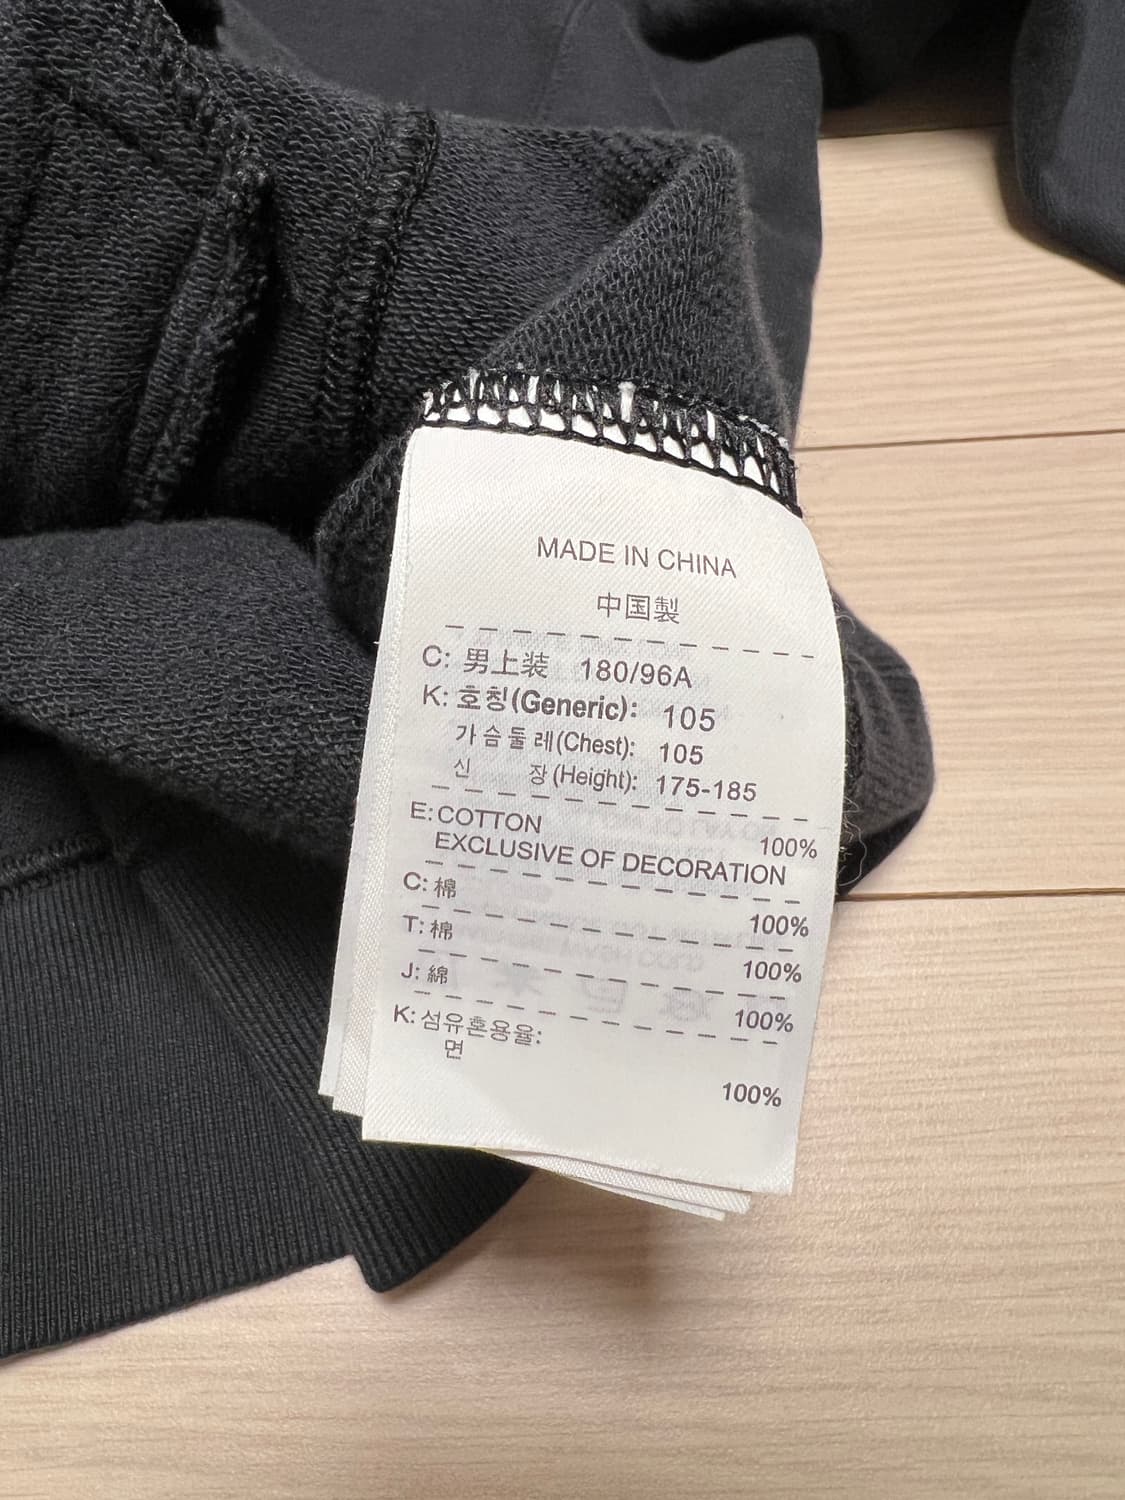 MADE IN CHINA
中国製
C: 男上装 180/96A
K: 호칭(Generic): 105
가슴둘레(Chest): 105
신 장(Height): 175-185
E: COTTON 100%
EXCLUSIVE OF DECORATION
C: 棉 100%
T: 棉 100%
J: 綿 100%
K: 섬유혼용율:
면 100%